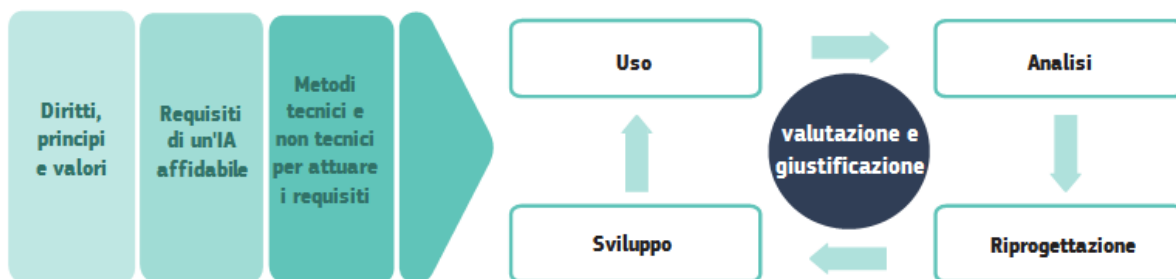 Diritti,
principi
e valori
Requisiti
di un'IA
affidabile
Metodi
tecnici e
non tecnici
per attuare
i requisiti
Uso
Analisi
valutazione e
giustificazione
Sviluppo
Riprogettazione